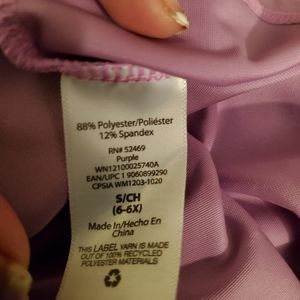 88% Polyester/Poliéster
12% Spandex
RN# 52469
Purple
WN12100025740A
EAN/UPC 1 9060899290
CPSIA WM1203-1020
S/CH
(6-6X)
Made In/Hecho En
China
THIS LABEL YARN IS MADE
OUT OF 100% RECYCLED
POLYESTER MATERIALS